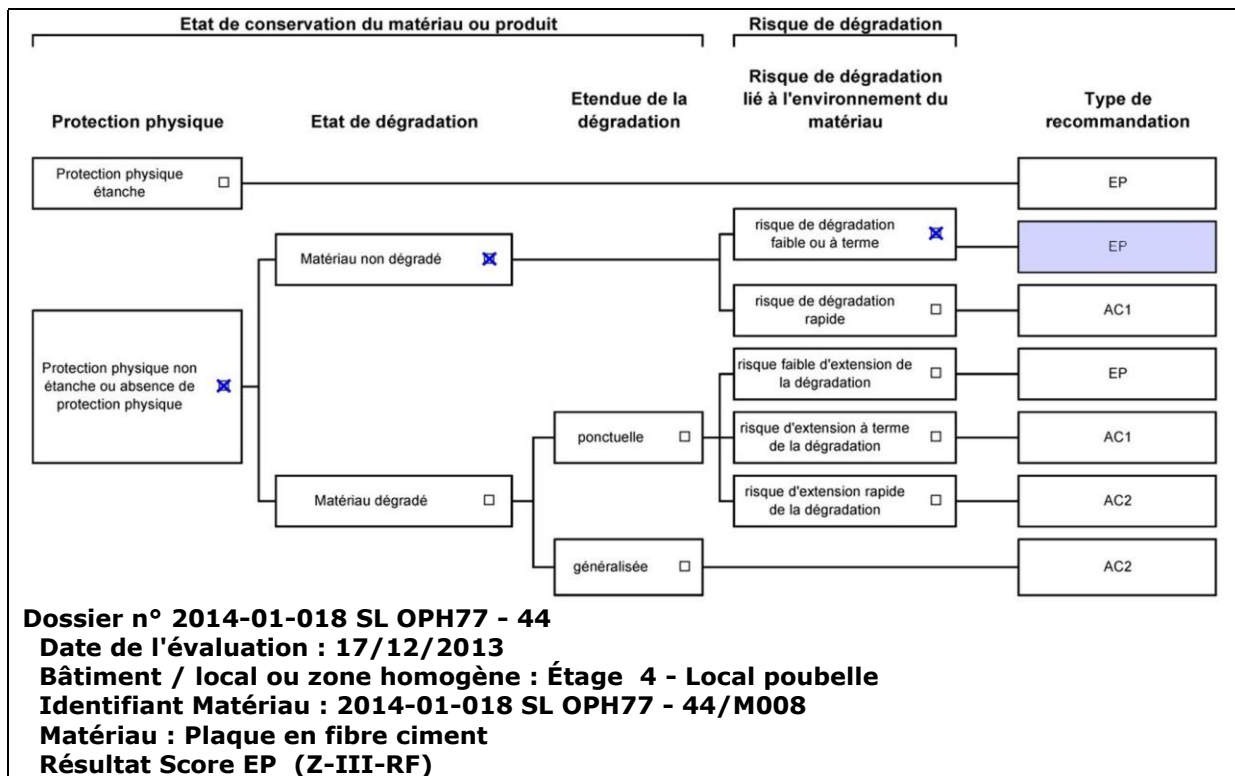 Etat de conservation du matériau ou produit
Risque de dégradation
Protection physique
Etat de dégradation
Etendue de la
dégradation
Risque de dégradation
lié à l'environnement du
matériau
Type de
recommandation
Protection physique
étanche
EP
Matériau non dégradé
risque de dégradation
faible ou à terme
EP
risque de dégradation
rapide
AC1
Protection physique non
étanche ou absence de
protection physique
risque faible d'extension de
la dégradation
EP
ponctuelle
risque d'extension à terme
de la dégradation
AC1
Matériau dégradé
risque d'extension rapide
de la dégradation
AC2
généralisée
AC2
Dossier n° 2014-01-018 SL OPH77 - 44
Date de l'évaluation : 17/12/2013
Bâtiment / local ou zone homogène : Étage 4 - Local poubelle
Identifiant Matériau : 2014-01-018 SL OPH77 - 44/M008
Matériau : Plaque en fibre ciment
Résultat Score EP (Z-III-RF)